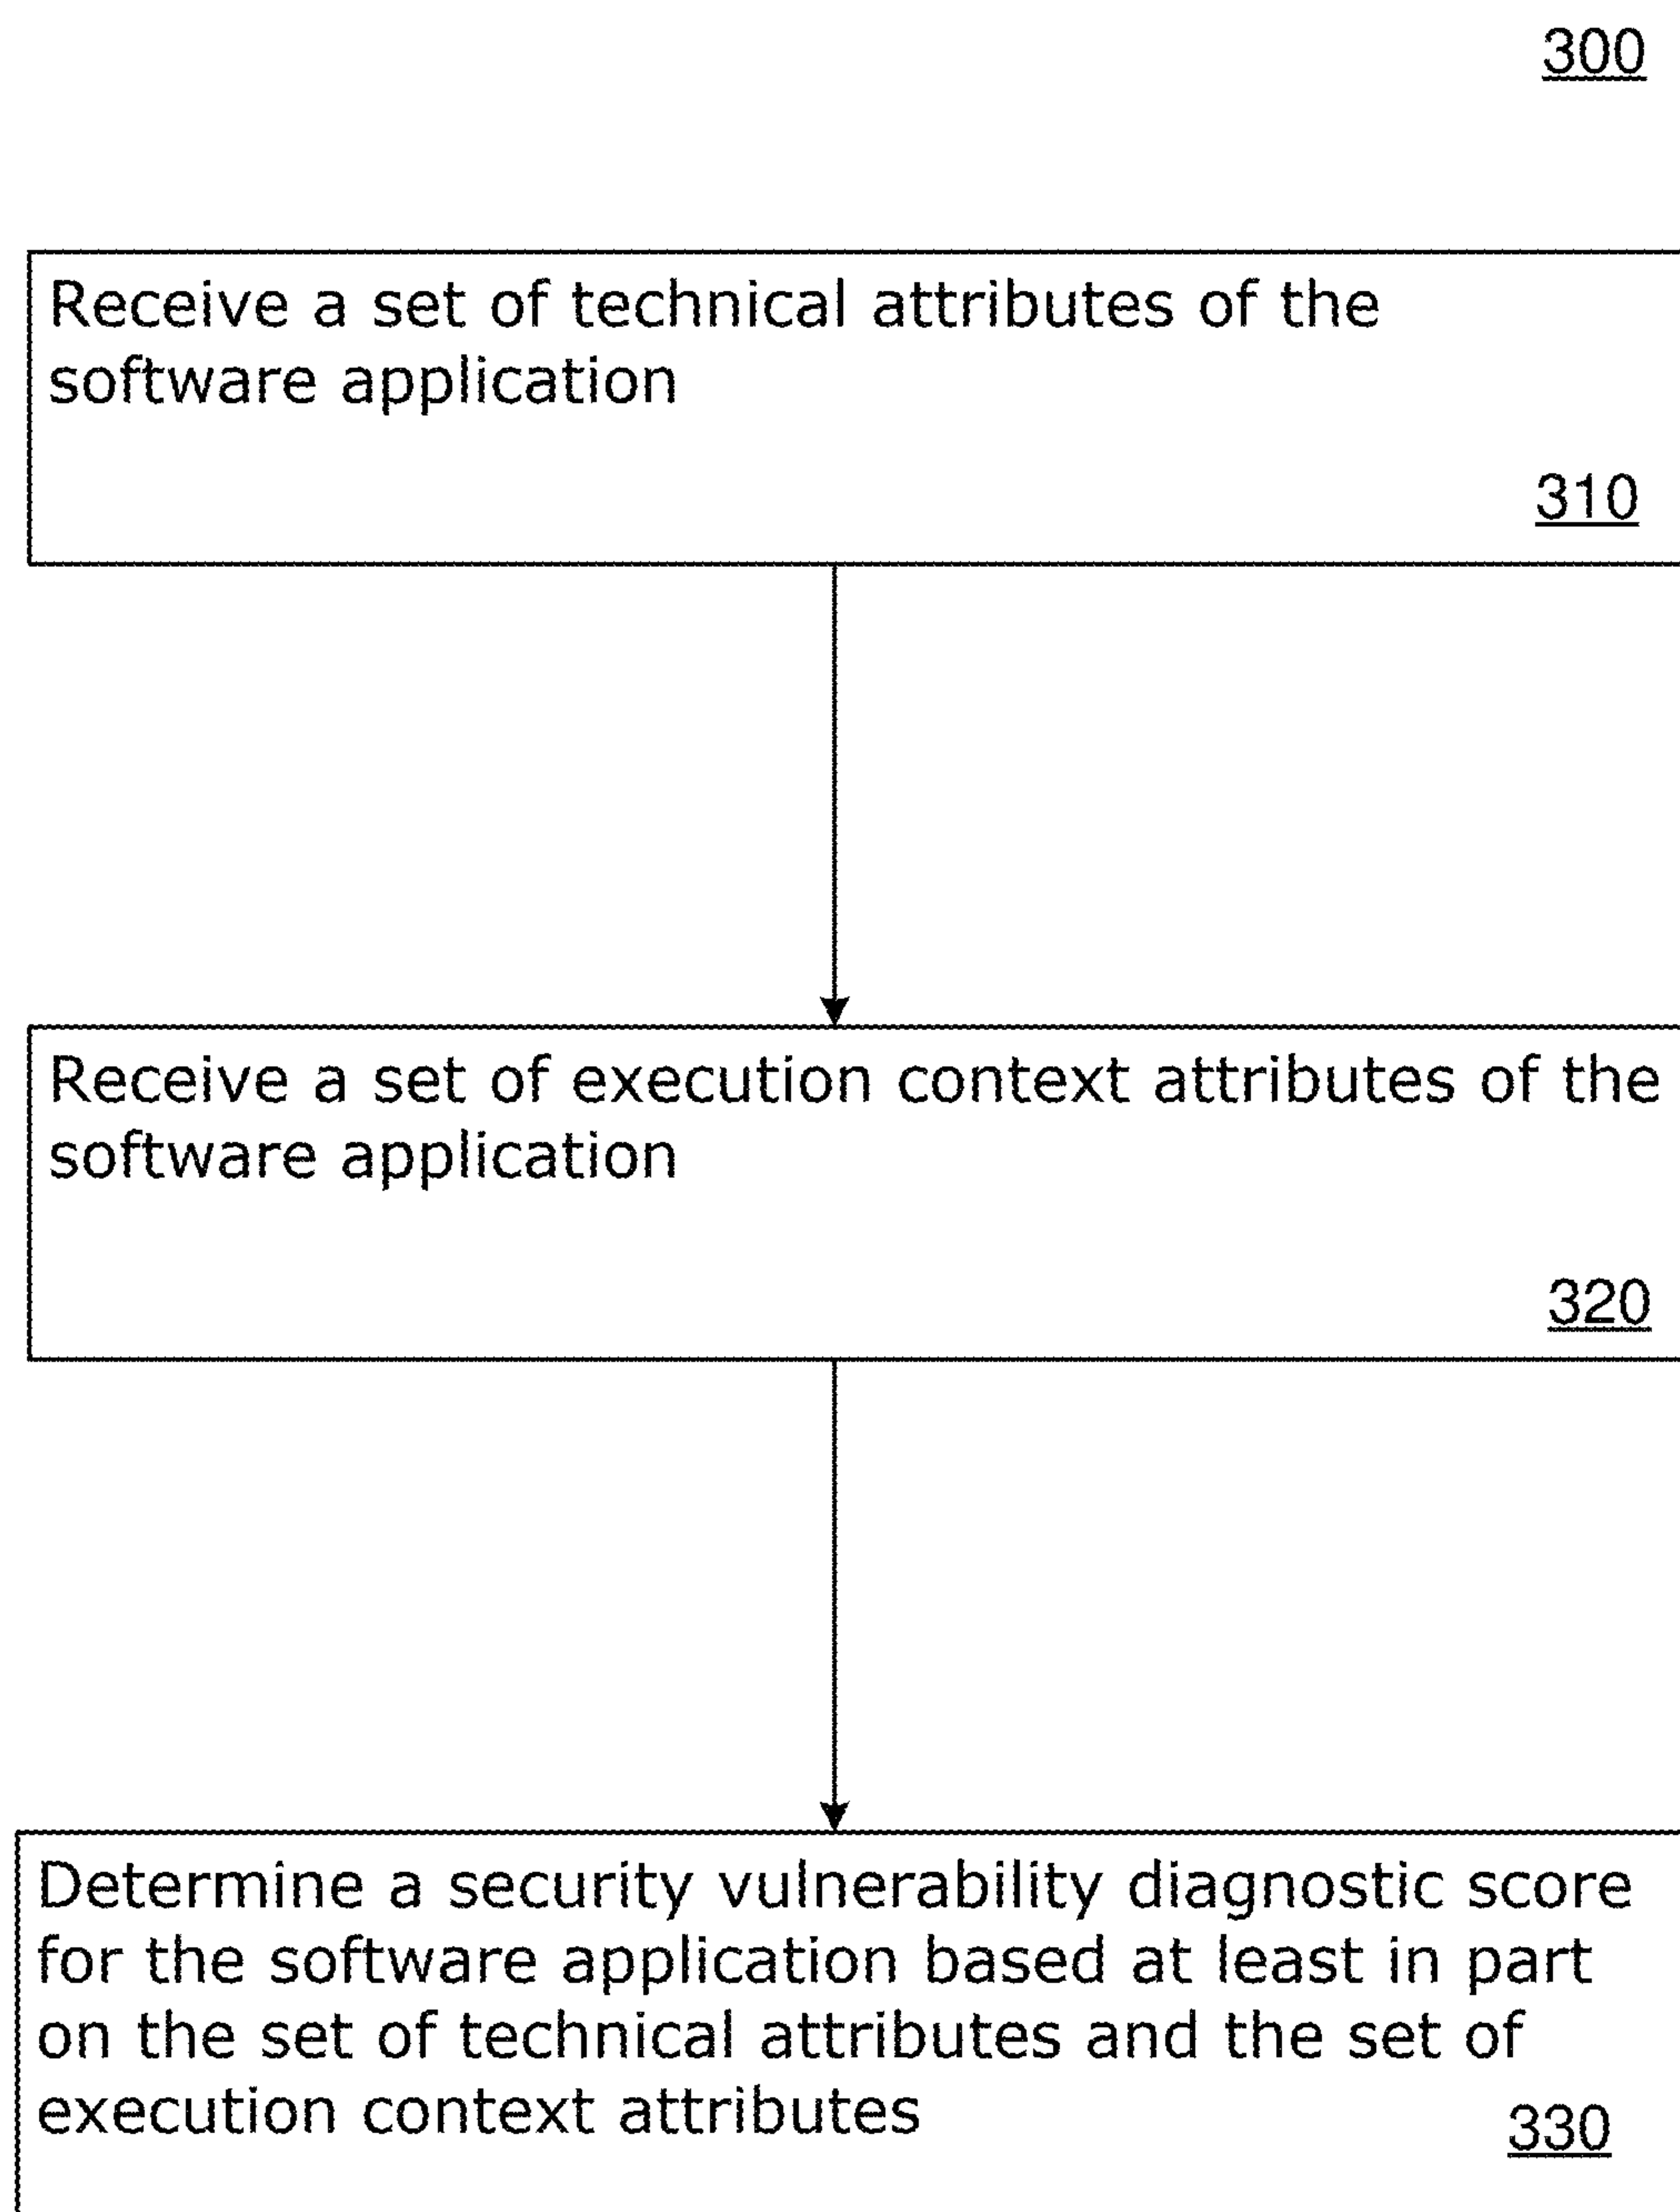 300
Receive a set of technical attributes of the
software application
310
Receive a set of execution context attributes of the
software application
320
Determine a security vulnerability diagnostic score
for the software application based at least in part
on the set of technical attributes and the set of
execution context attributes
330